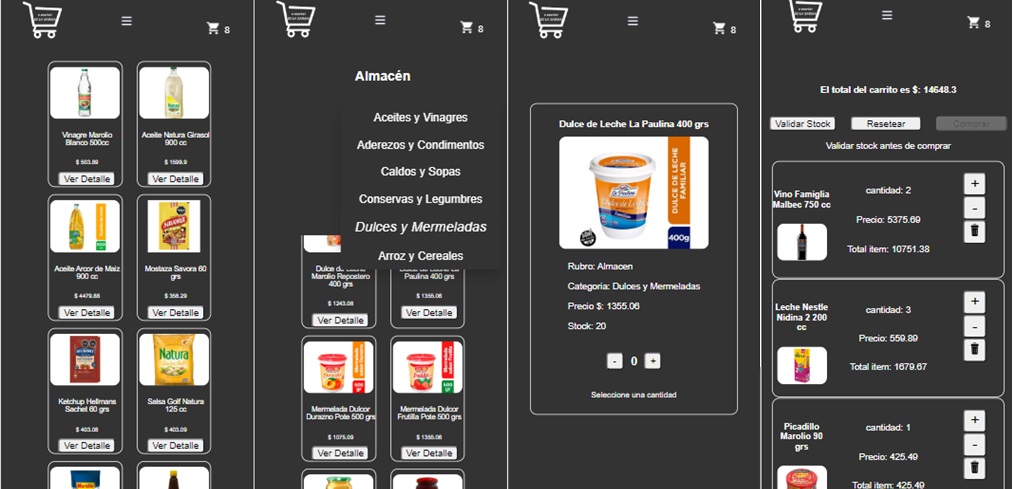 8
Vinagre Marolio
Blanco 500cc
$ 503.89
Ver Detalle
Aceite Natura Girasol
900 cc
$ 1599.9
Ver Detalle
Aceite Arcor de Maiz
900 cc
$ 4479.88
Ver Detalle
Mostaza Savora 60
grs
$ 358.29
Ver Detalle
Ketchup Hellmans
Sachet 60 grs
$ 403.08
Ver Detalle
Natura
Salsa Golf Natura
125 cc
$ 403.09
Ver Detalle
8
Almacén
Aceites y Vinagres
Aderezos y Condimentos
Caldos y Sopas
Conservas y Legumbres
Dulces y Mermeladas
Arroz y Cereales
Dulce de Leche
Marolio Repostero
400 grs
$ 1243.08
Ver Detalle
Dulce de Leche La
Paulina 400 grs
$ 1355.06
Ver Detalle
Mermelada Dulcor
Durazno Pote 500 grs
$ 1075.09
Ver Detalle
Mermelada Dulcor
Frutilla Pote 500 grs
$ 1355.06
Ver Detalle
8
Dulce de Leche La Paulina 400 grs
DULCE DE LECHE
FAMILIAR
400g
Rubro: Almacen
Categoria: Dulces y Mermeladas
Precio $: 1355.06
Stock: 20
- 0 +
Seleccione una cantidad
8
El total del carrito es $: 14648.3
Validar Stock
Resetear
Comprar
Validar stock antes de comprar
Vino Famiglia
Malbec 750 cc
cantidad: 2
Precio: 5375.69
Total item: 10751.38
+
-
Leche Nestle
Nidina 2 200
cc
cantidad: 3
Precio: 559.89
Total item: 1679.67
+
-
Picadillo
Marolio 90
grs
cantidad: 1
Precio: 425.49
Total item: 425.49
+
-